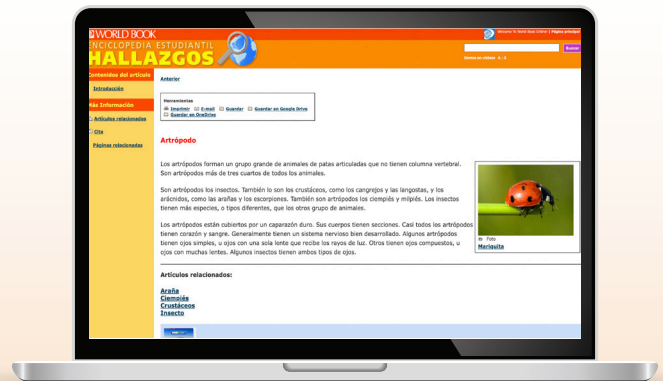 WORLD BOOK
Welcome To World Book Online! | Página principal
ENCICLOPEDIA ESTUDIANTIL
HALLAZGOS
Buscar
Contenidos del artículo
Introducción
Más Información
Artículos relacionados
Cita
Páginas relacionadas
Anterior
Herramientas
Imprimir E-mail Guardar Guardar en Google Drive
Guardar en OneDrive
Artrópodo
Los artrópodos forman un grupo grande de animales de patas articuladas que no tienen columna vertebral.
Son artrópodos más de tres cuartos de todos los animales.
Son artrópodos los insectos. También lo son los crustáceos, como los cangrejos y las langostas, y los
arácnidos, como las arañas y los escorpiones. También son artrópodos los ciempiés y milpiés. Los insectos
tienen más especies, o tipos diferentes, que los otros grupo de animales.
Los artrópodos están cubiertos por un caparazón duro. Sus cuerpos tienen secciones. Casi todos los artrópodos
tienen corazón y sangre. Generalmente tienen un sistema nervioso bien desarrollado. Algunos artrópodos
tienen ojos simples, u ojos con una sola lente que recibe los rayos de luz. Otros tienen ojos compuestos, u
ojos con muchas lentes. Algunos insectos tienen ambos tipos de ojos.
Foto
Mariquita
Artículos relacionados:
Araña
Ciempiés
Crustáceos
Insecto